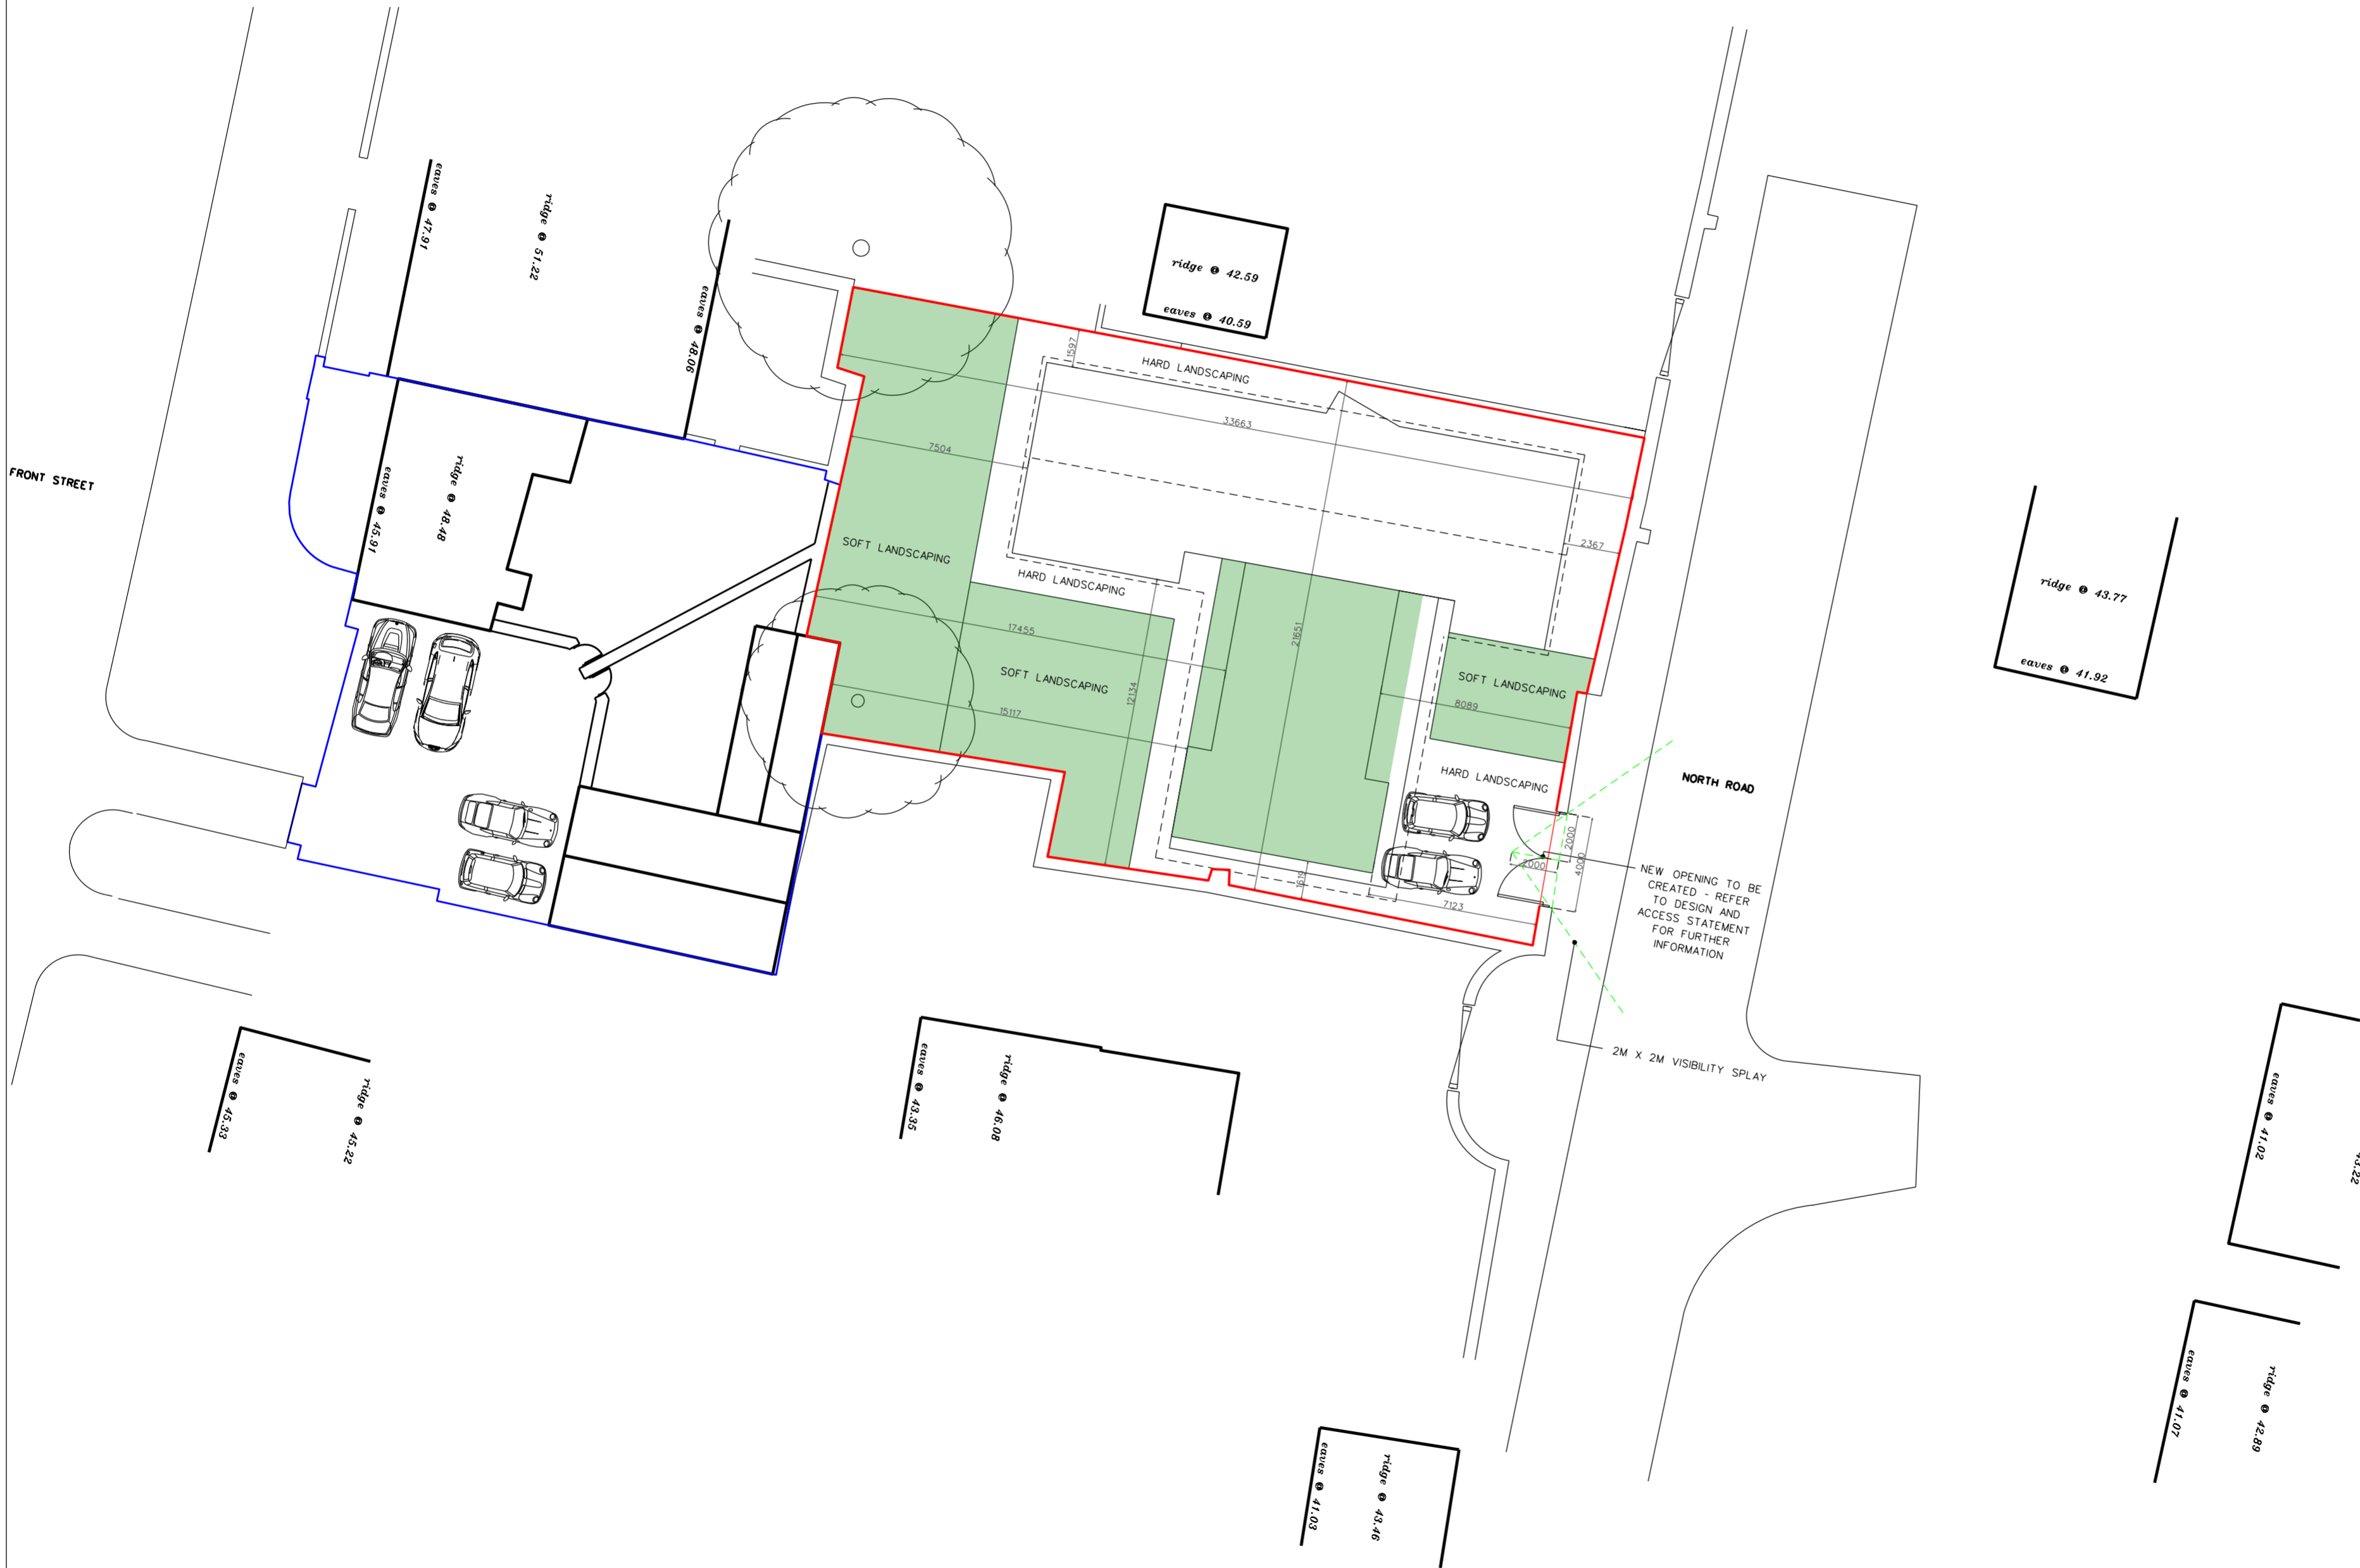 FRONT STREET
eaves @ 47.91
ridge @ 51.22
eaves @ 48.06
eaves @ 45.91
ridge @ 48.48
ridge @ 42.59
eaves @ 40.59
1597
HARD LANDSCAPING
33663
7504
SOFT LANDSCAPING
HARD LANDSCAPING
2367
17455
SOFT LANDSCAPING
12134
21651
15117
SOFT LANDSCAPING
8089
HARD LANDSCAPING
NORTH ROAD
2000
2000
4000
1619
7123
NEW OPENING TO BE
CREATED - REFER
TO DESIGN AND
ACCESS STATEMENT
FOR FURTHER
INFORMATION
2M X 2M VISIBILITY SPLAY
ridge @ 43.77
eaves @ 41.92
eaves @ 45.33
ridge @ 45.22
eaves @ 43.35
ridge @ 46.08
eaves @ 41.02
eaves @ 41.07
ridge @ 42.89
eaves @ 41.03
ridge @ 43.46